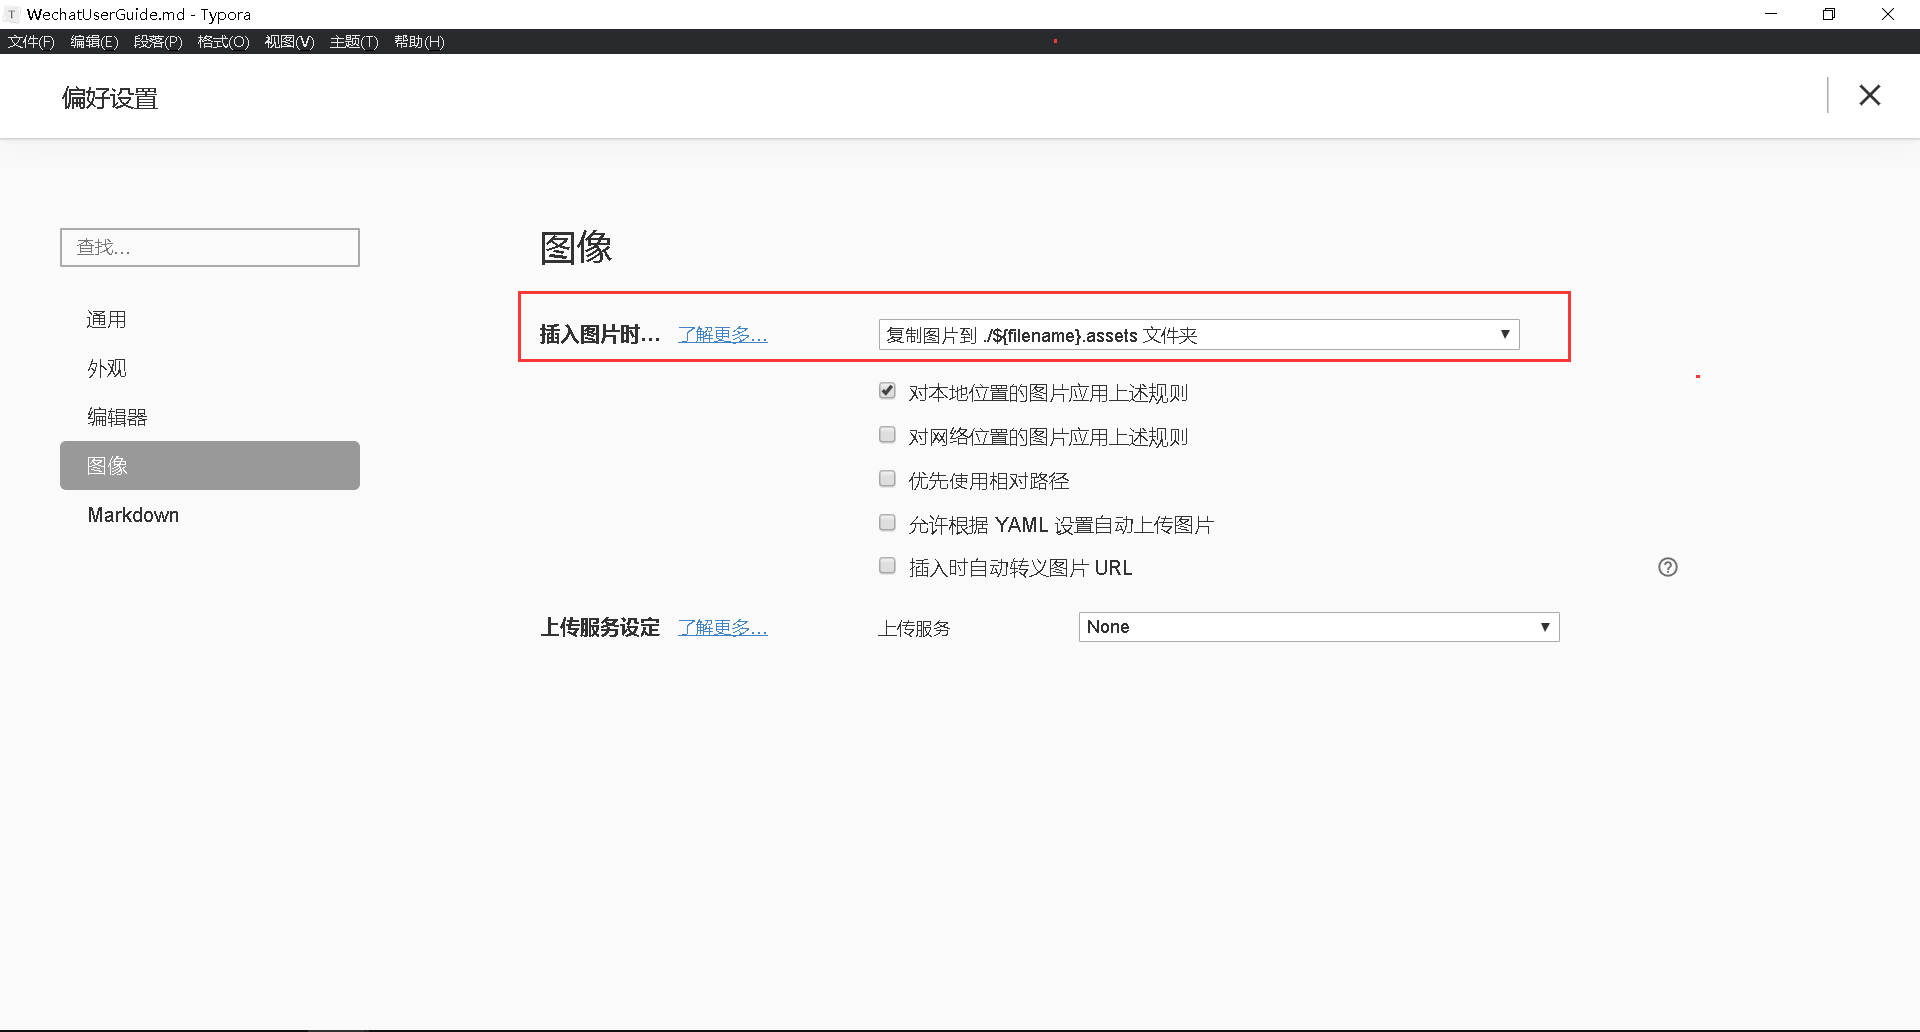 WechatUserGuide.md - Typora
文件(F) 编辑(E) 段落(P) 格式(O) 视图(V) 主题(T) 帮助(H)
偏好设置
查找...
通用
外观
编辑器
图像
Markdown
图像
插入图片时... 了解更多... 复制图片到 ./${filename}.assets 文件夹
对本地位置的图片应用上述规则
对网络位置的图片应用上述规则
优先使用相对路径
允许根据 YAML 设置自动上传图片
插入时自动转义图片 URL
上传服务设定 了解更多... 上传服务 None